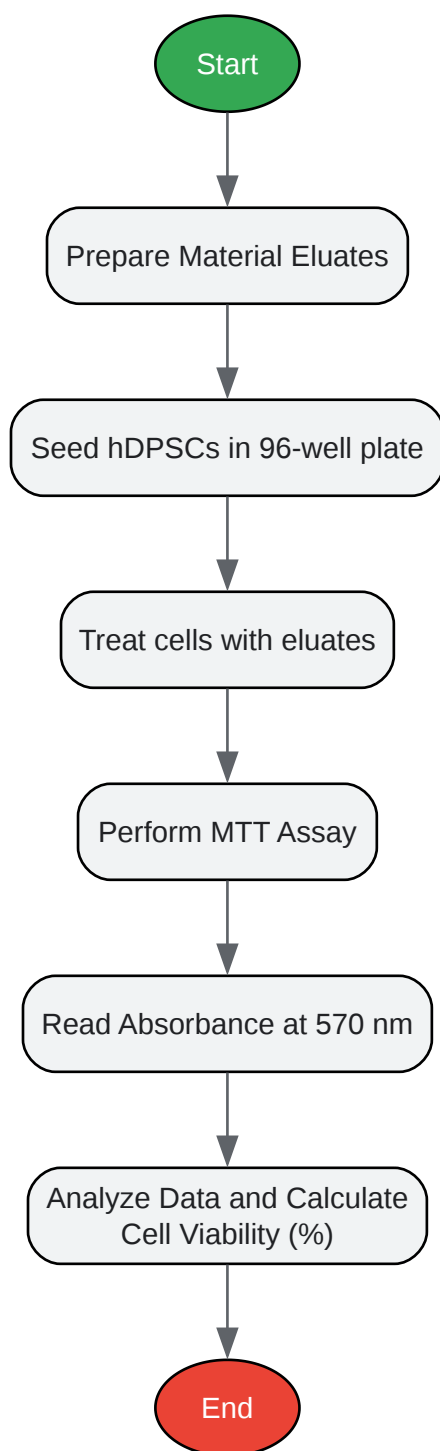 Start
Prepare Material Eluates
Seed hDPSCs in 96-well plate
Treat cells with eluates
Perform MTT Assay
Read Absorbance at 570 nm
Analyze Data and Calculate
Cell Viability (%)
End